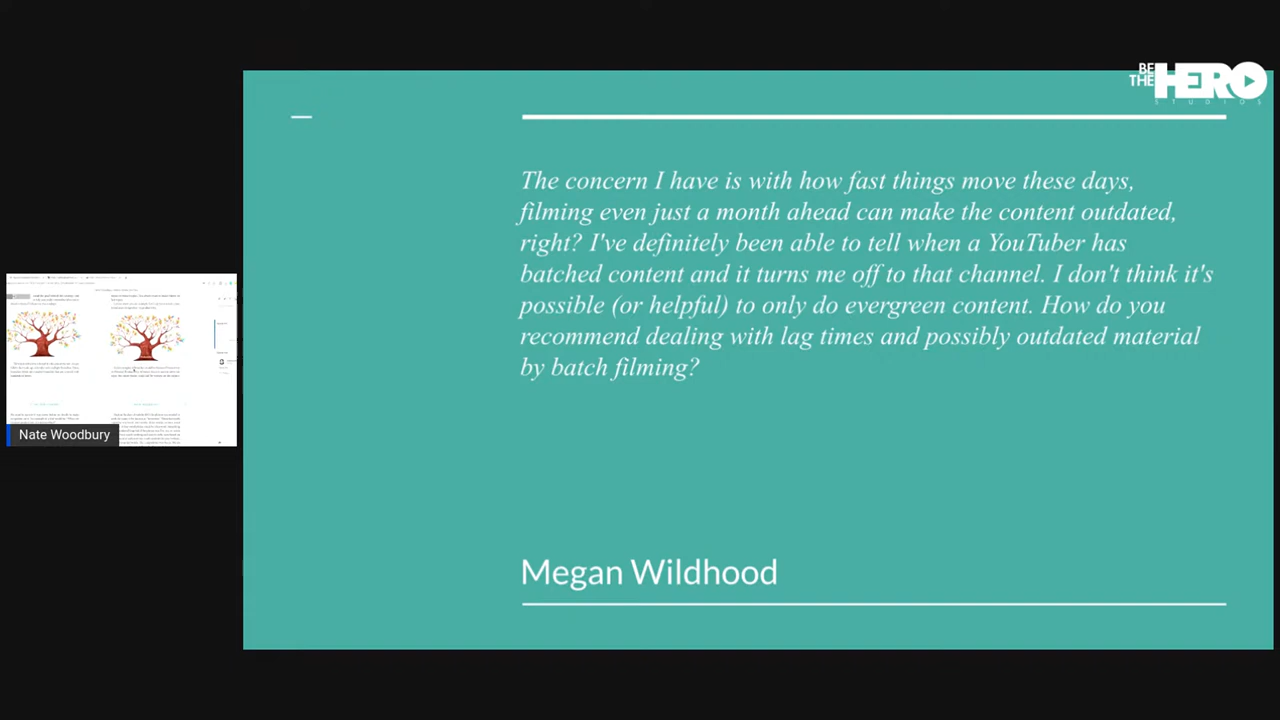 BE
THE HERO
STUDIOS
The concern I have is with how fast things move these days,
filming even just a month ahead can make the content outdated,
right? I've definitely been able to tell when a YouTuber has
batched content and it turns me off to that channel. I don't think it's
possible (or helpful) to only do evergreen content. How do you
recommend dealing with lag times and possibly outdated material
by batch filming?
Nate Woodbury
Megan Wildhood